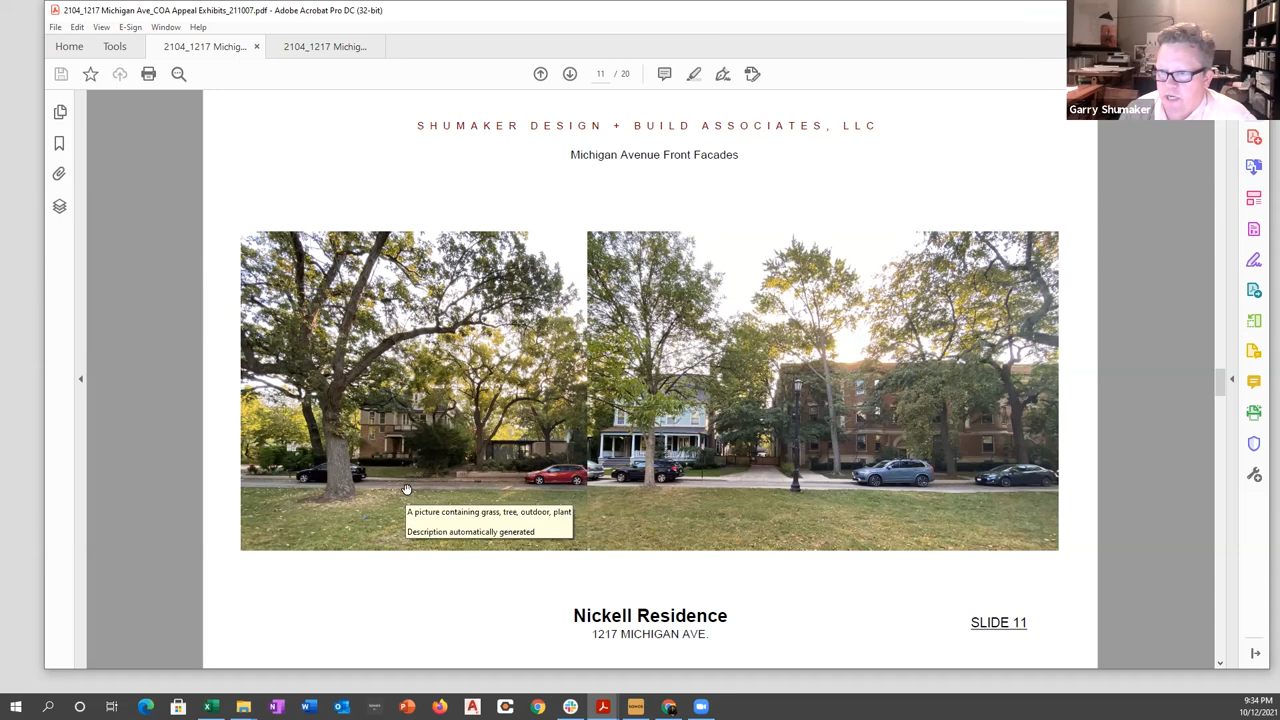 2104_1217 Michigan Ave_COA Appeal Exhibits_211007.pdf - Adobe Acrobat Pro DC (32-bit)
File Edit View E-Sign Window Help
Home Tools 2104_1217 Michig... × 2104_1217 Michig...
11 / 20
Garry Shumaker
SHUMAKER DESIGN + BUILD ASSOCIATES, LLC
Michigan Avenue Front Facades
A picture containing grass, tree, outdoor, plant
Description automatically generated
Nickell Residence
1217 MICHIGAN AVE.
SLIDE 11
9:34 PM
10/12/2021